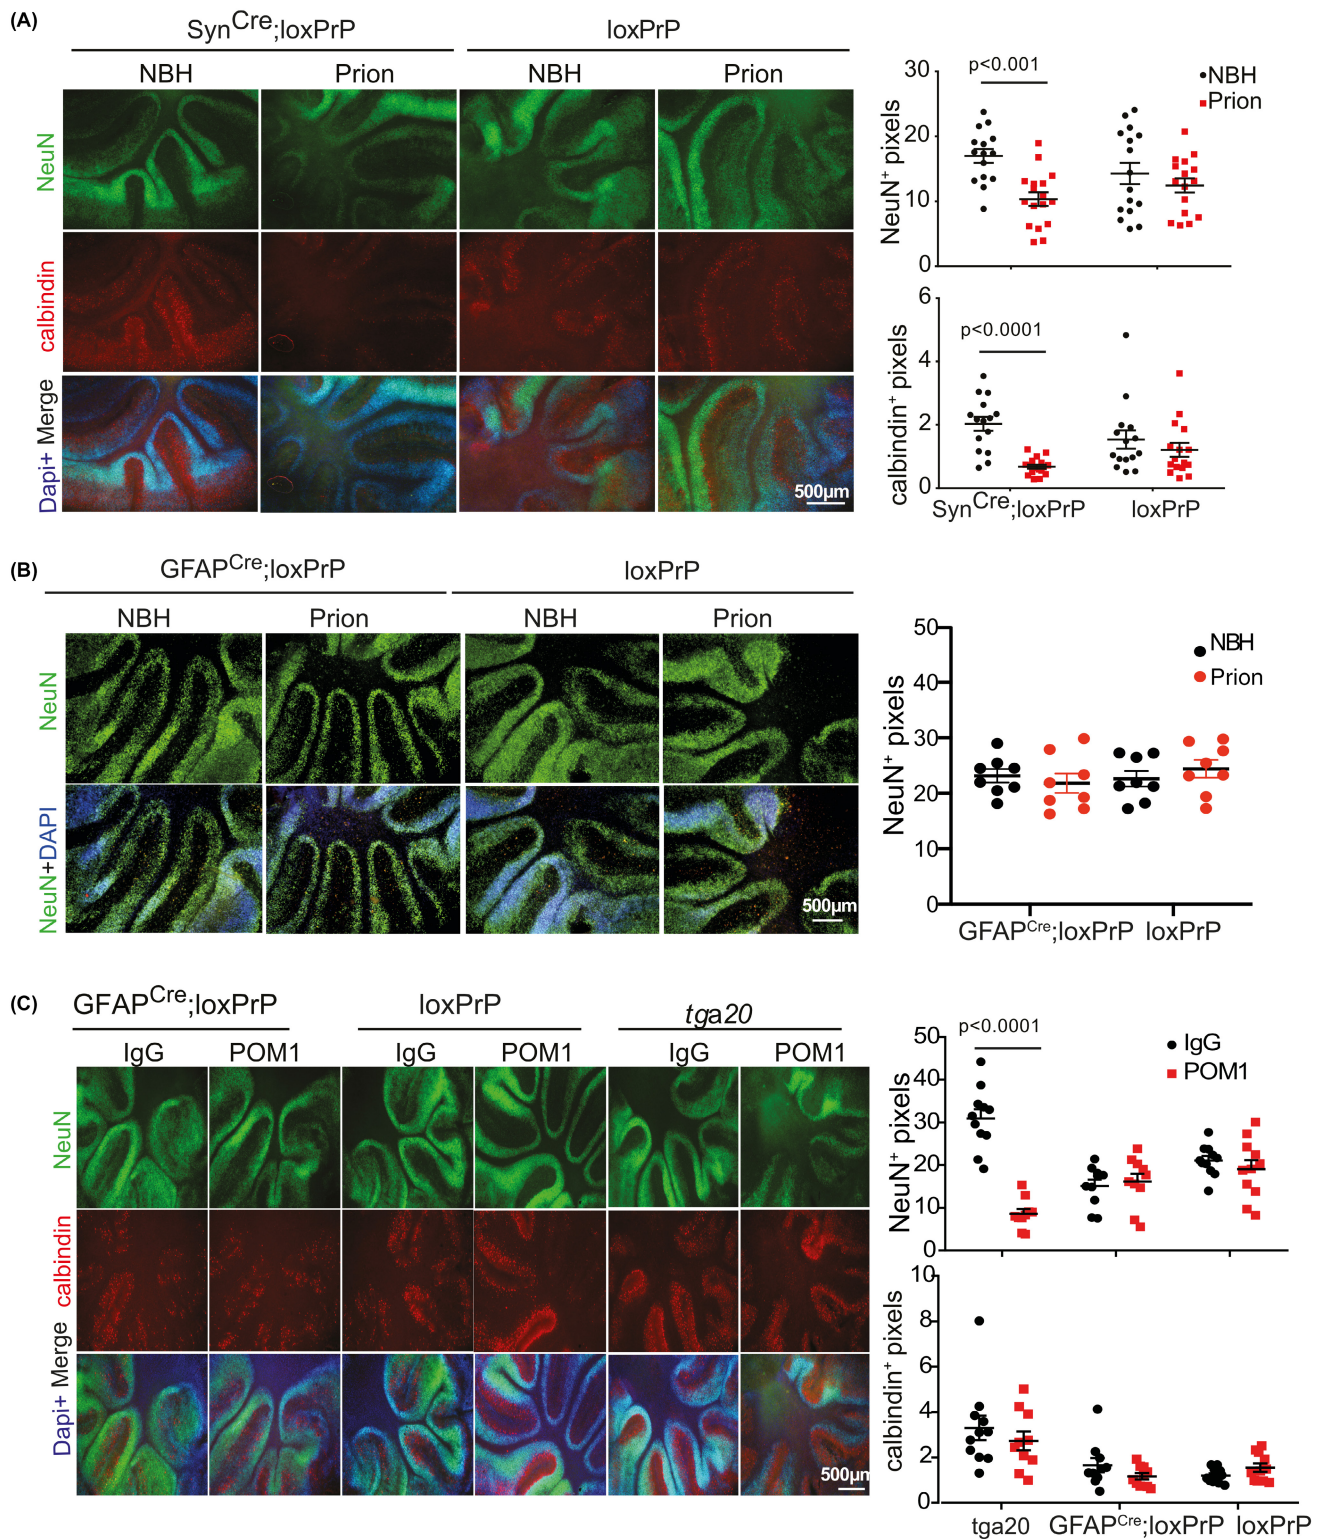 (A)
SynCre;loxPrP
loxPrP
NBH
Prion
NBH
Prion
NeuN
calbindin
Dapi+ Merge
500μm
NeuN+ pixels
30
20
10
0
p<0.001
NBH
Prion
calbindin+ pixels
6
4
2
0
p<0.0001
SynCre;loxPrP
loxPrP
(B)
GFAPCre;loxPrP
loxPrP
NBH
Prion
NBH
Prion
NeuN
NeuN+DAPI
500μm
NeuN+ pixels
50
40
30
20
10
0
NBH
Prion
GFAPCre;loxPrP
loxPrP
(C)
GFAPCre;loxPrP
loxPrP
tga20
IgG
POM1
IgG
POM1
IgG
POM1
NeuN
calbindin
Dapi+ Merge
500μm
NeuN+ pixels
50
40
30
20
10
0
p<0.0001
IgG
POM1
calbindin+ pixels
10
8
6
4
2
0
tga20
GFAPCre;loxPrP
loxPrP